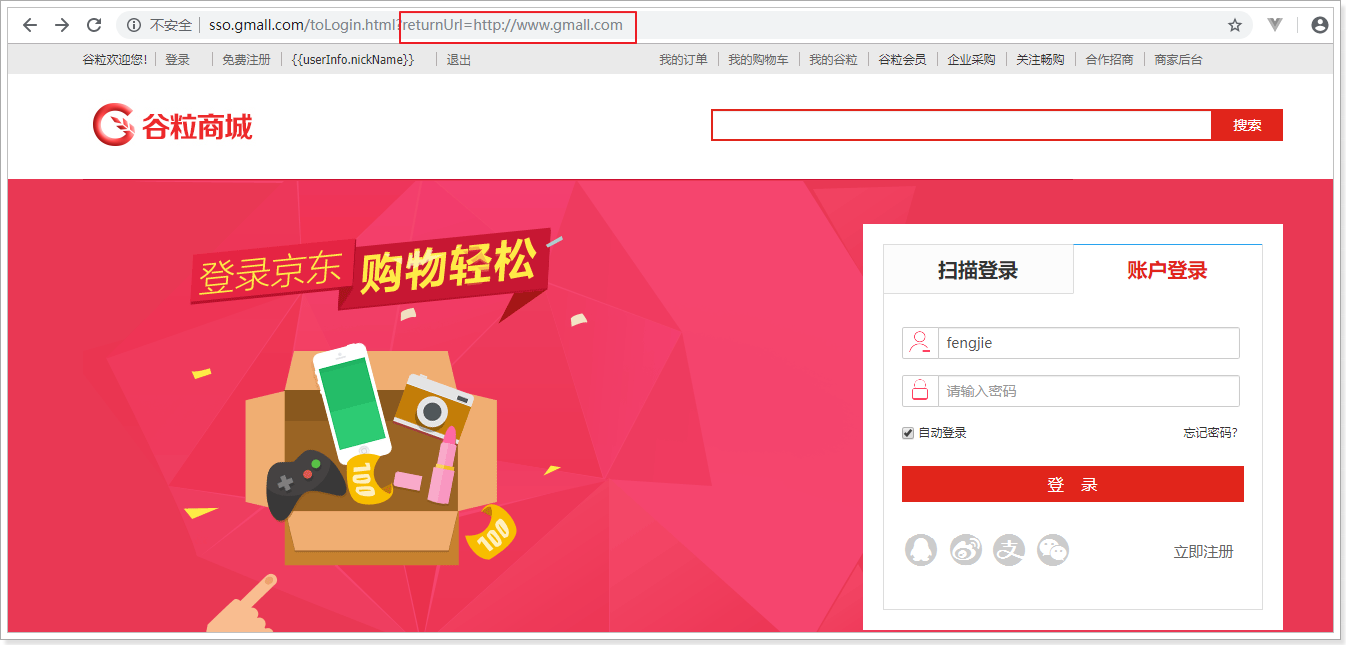 不安全 sso.gmall.com/toLogin.html?returnUrl=http://www.gmall.com
谷粒欢迎您! 登录 免费注册 {{userInfo.nickName}} 退出 我的订单 我的购物车 我的谷粒 谷粒会员 企业采购 关注畅购 合作招商 商家后台
谷粒商城
搜索
登录京东 购物轻松
扫描登录 账户登录
fengjie
请输入密码
自动登录 忘记密码?
登 录
100
100
支
立即注册